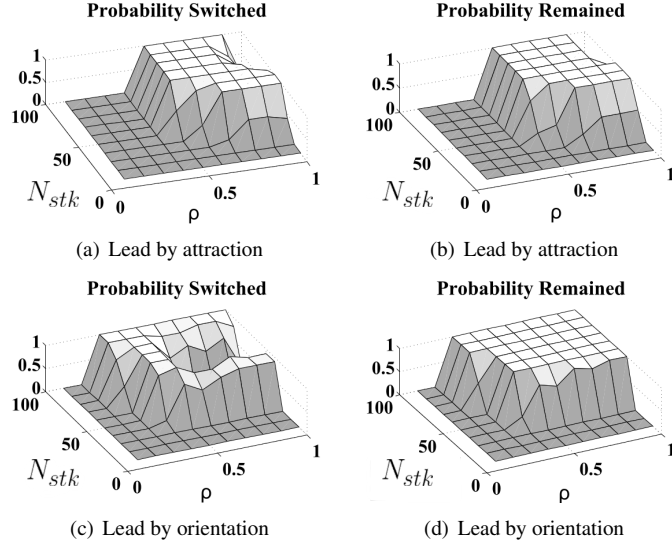 Probability Switched
1
0.5
0
100
50
0
N_stk
0
0.5
1
ρ
(a) Lead by attraction
Probability Remained
1
0.5
0
100
50
0
N_stk
0
0.5
1
ρ
(b) Lead by attraction
Probability Switched
1
0.5
0
100
50
0
N_stk
0
0.5
1
ρ
(c) Lead by orientation
Probability Remained
1
0.5
0
100
50
0
N_stk
0
0.5
1
ρ
(d) Lead by orientation